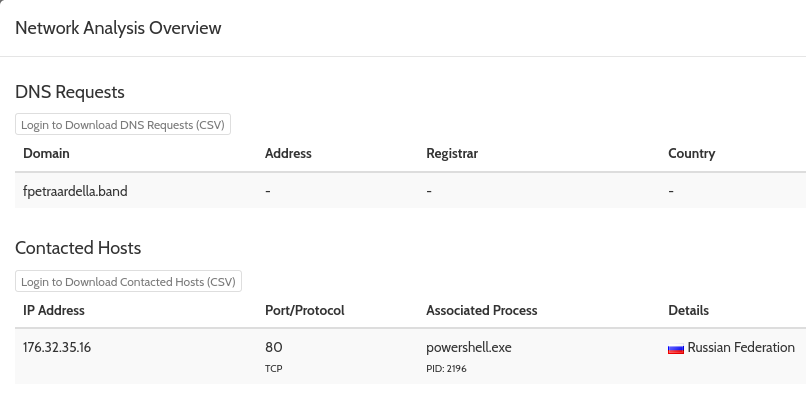 Network Analysis Overview
DNS Requests
Login to Download DNS Requests (CSV)
Domain Address Registrar Country
fpetraardella.band - - -
Contacted Hosts
Login to Download Contacted Hosts (CSV)
IP Address Port/Protocol Associated Process Details
176.32.35.16 80 powershell.exe Russian Federation
TCP PID: 2196